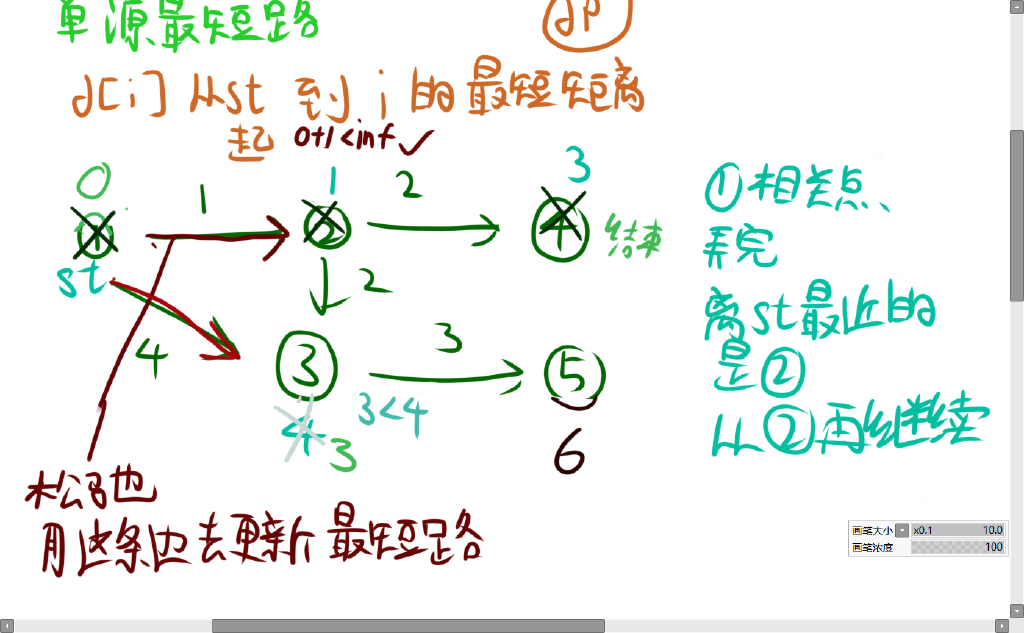 单源最短路
dp
d[i] 从st 到 i 的最短距离
起 0+1<inf ✓
0
1
1
2
3
1
2
4
结束
st
2
4
3
3
5
4
3<4
3
6
①相关点、
弄完
离st最近的
是②
从②再继续
松弛边
用这条边去更新 最短路
画笔大小 x0.1 10.0
画笔浓度 100